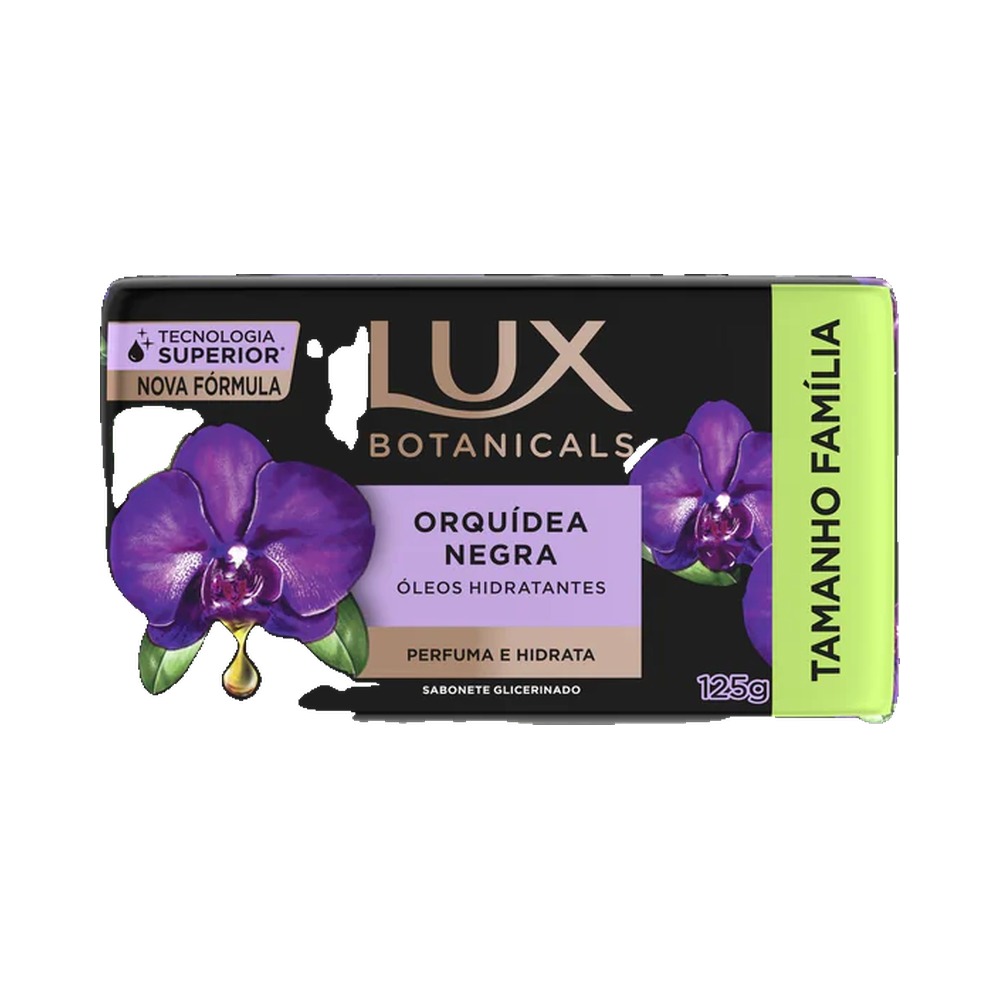 TECNOLOGIA
SUPERIOR*
NOVA FÓRMULA
LUX
BOTANICALS
ORQUÍDEA
NEGRA
ÓLEOS HIDRATANTES
PERFUMA E HIDRATA
SABONETE GLICERINADO
125g
TAMANHO FAMÍLIA